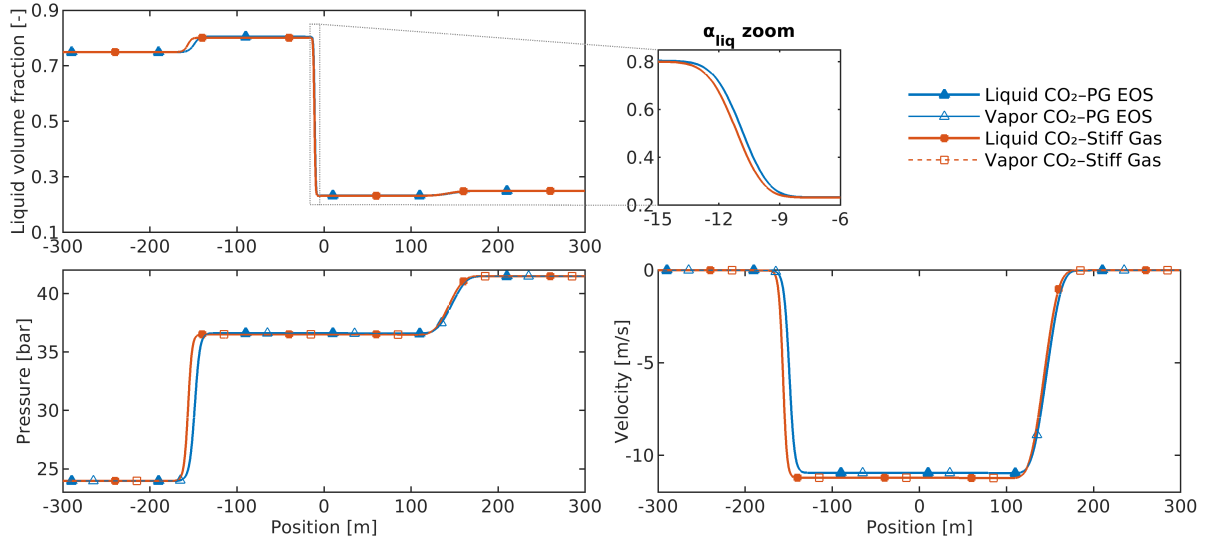 Liquid volume fraction [-]
0.9
0.7
0.5
0.3
0.1
-300 -200 -100 0 100 200 300
α_liq zoom
0.8
0.6
0.4
0.2
-15 -12 -9 -6
Liquid CO₂–PG EOS
Vapor CO₂–PG EOS
Liquid CO₂–Stiff Gas
Vapor CO₂–Stiff Gas
Pressure [bar]
40
35
30
25
-300 -200 -100 0 100 200 300
Position [m]
Velocity [m/s]
0
-5
-10
-300 -200 -100 0 100 200 300
Position [m]